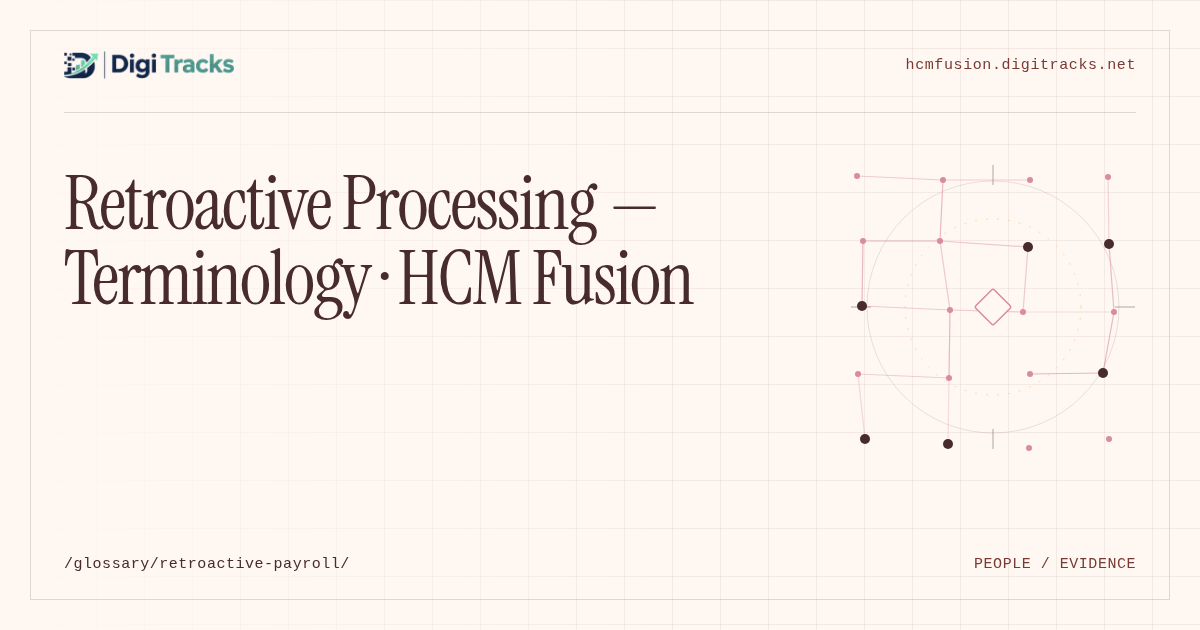 Digi Tracks
hcmfusion.digitracks.net
Retroactive Processing —
Terminology · HCM Fusion
/glossary/retroactive-payroll/
PEOPLE / EVIDENCE